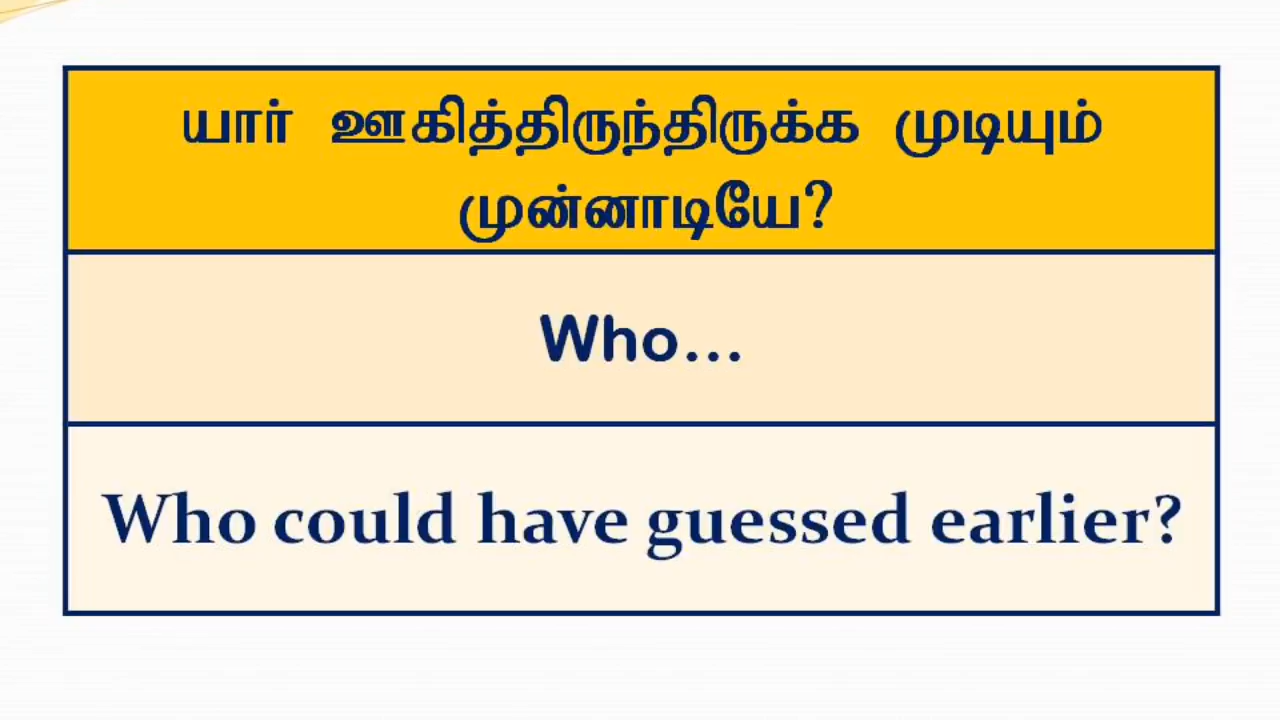 யார் ஊகித்திருந்திருக்க முடியும்
முன்னாடியே?
Who...
Who could have guessed earlier?